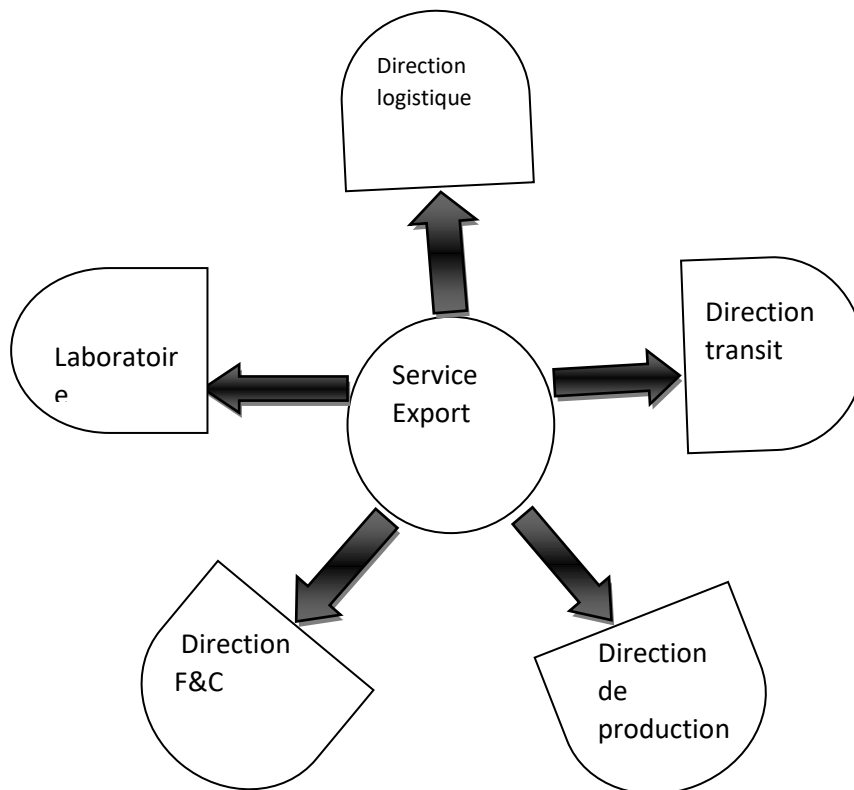 Direction
logistique
Direction
transit
Laboratoir
e
Service
Export
Direction
F&C
Direction
de
production